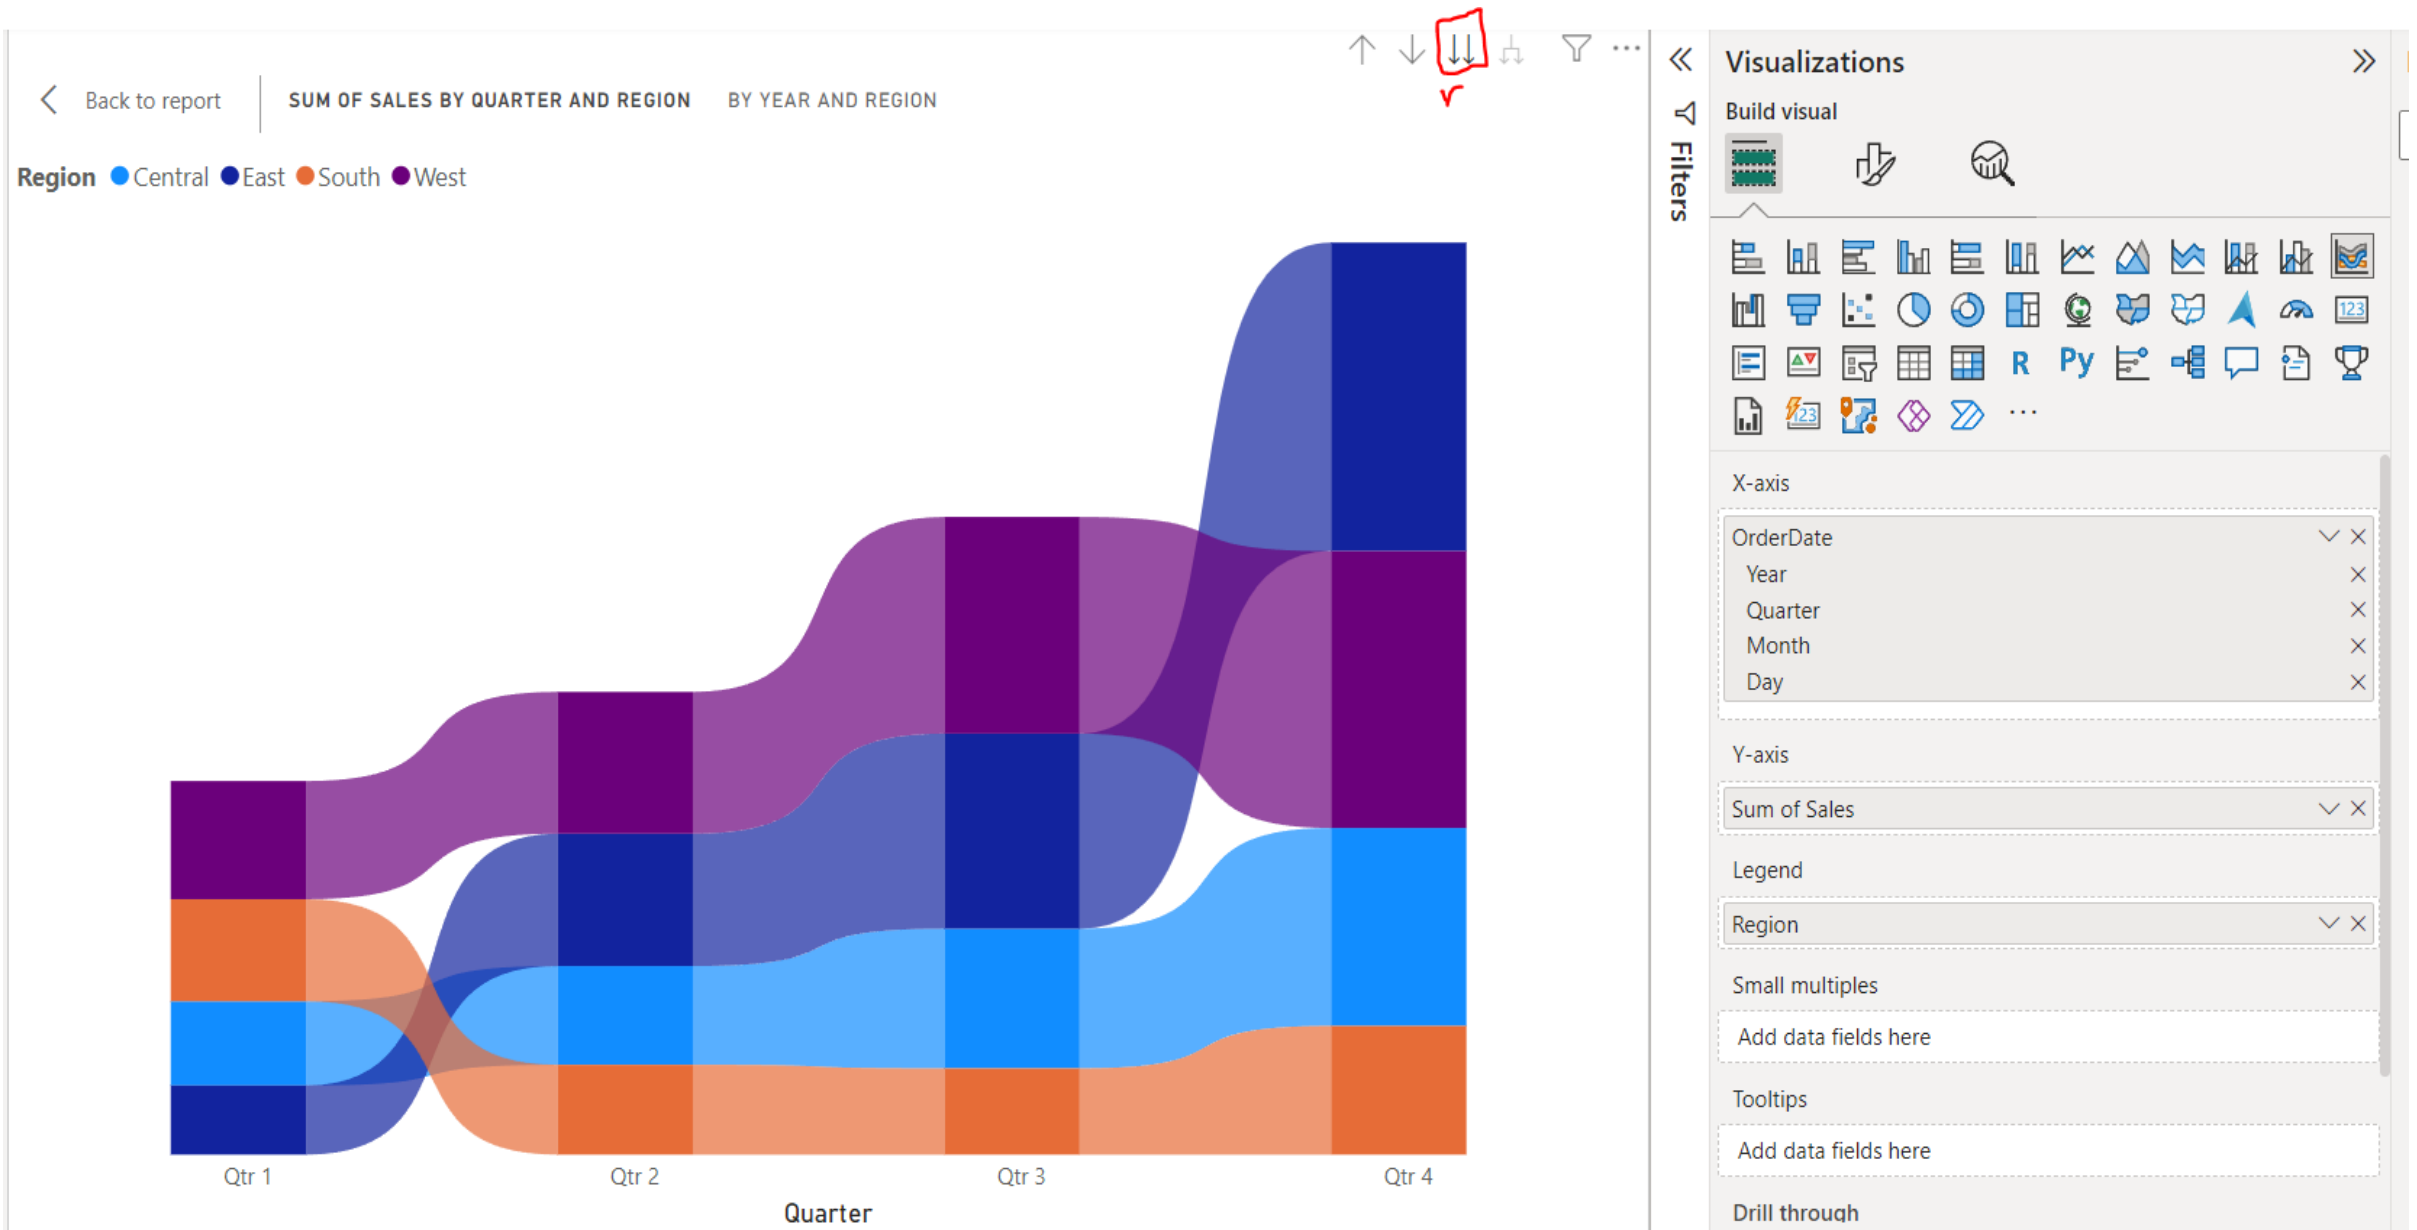 Back to report
SUM OF SALES BY QUARTER AND REGION
BY YEAR AND REGION
Region Central East South West
Qtr 1 Qtr 2 Qtr 3 Qtr 4
Quarter
Filters
Visualizations
Build visual
123
R Py
123
X-axis
OrderDate
Year
Quarter
Month
Day
Y-axis
Sum of Sales
Legend
Region
Small multiples
Add data fields here
Tooltips
Add data fields here
Drill through